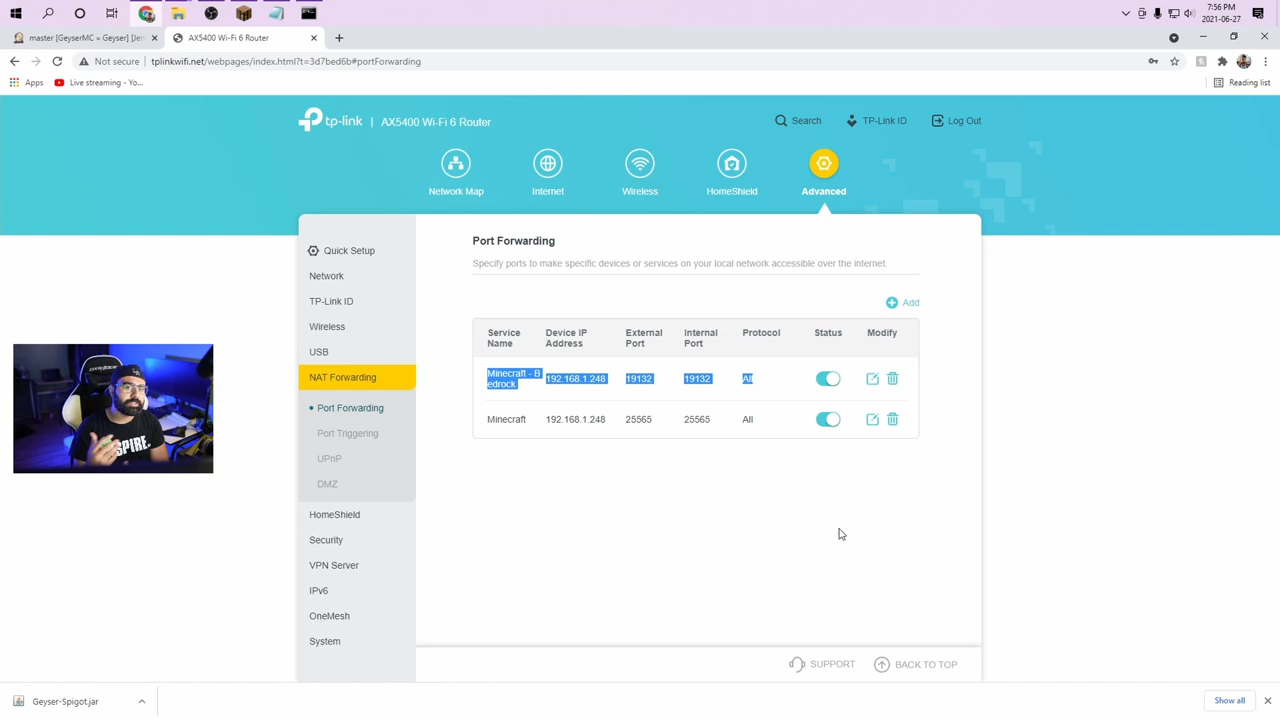 7:56 PM
2021-06-27
master [GeyserMC » Geyser] [Jen
AX5400 Wi-Fi 6 Router
Not secure
tplinkwifi.net/webpages/index.html?t=3d7bed6b#portForwarding
Apps
Live streaming - Yo...
Reading list
tp-link | AX5400 Wi-Fi 6 Router
Search
TP-Link ID
Log Out
Network Map
Internet
Wireless
HomeShield
Advanced
Quick Setup
Network
TP-Link ID
Wireless
USB
NAT Forwarding
Port Forwarding
Port Triggering
UPnP
DMZ
HomeShield
Security
VPN Server
IPv6
OneMesh
System
Port Forwarding
Specify ports to make specific devices or services on your local network accessible over the internet.
Add
Service Name Device IP Address External Port Internal Port Protocol Status Modify
Minecraft - Bedrock 192.168.1.248 19132 19132 All
Minecraft 192.168.1.248 25565 25565 All
SUPPORT
BACK TO TOP
Geyser-Spigot.jar
Show all